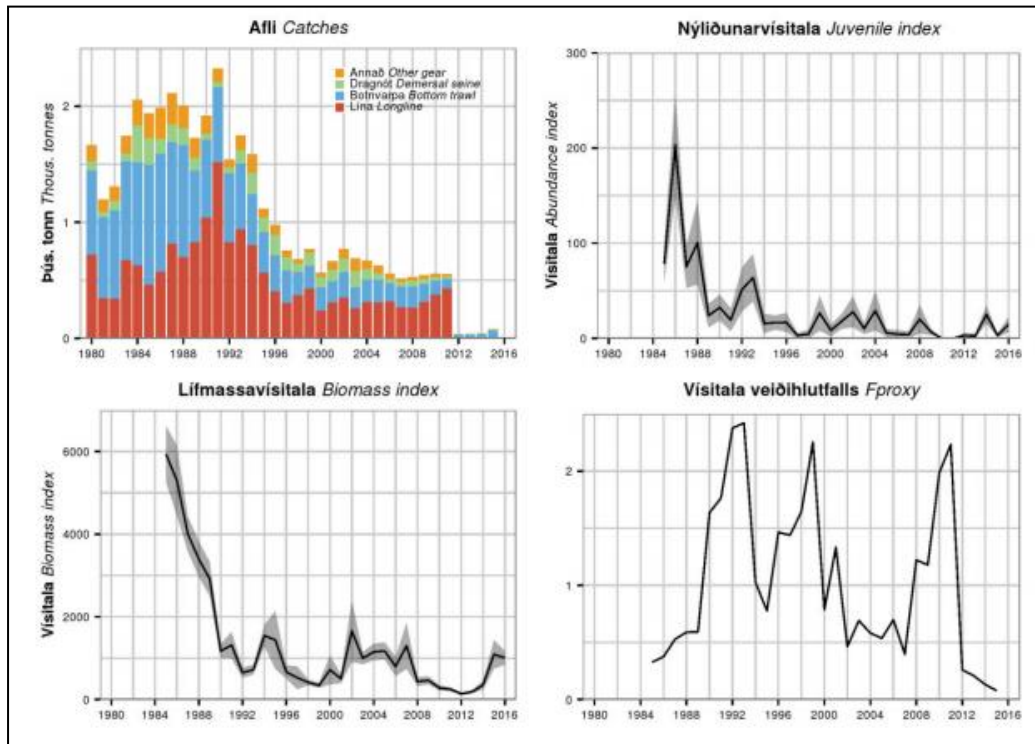 Afli Catches
Annað Other gear
Dragnót Demersal seine
Botnvarpa Bottom trawl
Lína Longline
Þús. tonn Thous. tonnes
2
1
0
1980 1984 1988 1992 1996 2000 2004 2008 2012 2016
Nýliðunarvísitala Juvenile index
Vísitala Abundance index
300
200
100
0
1980 1984 1988 1992 1996 2000 2004 2008 2012 2016
Lífmassavísitala Biomass index
Vísitala Biomass index
6000
4000
2000
0
1980 1984 1988 1992 1996 2000 2004 2008 2012 2016
Vísitala veiðihlutfalls Fproxy
2
1
0
1980 1984 1988 1992 1996 2000 2004 2008 2012 2016